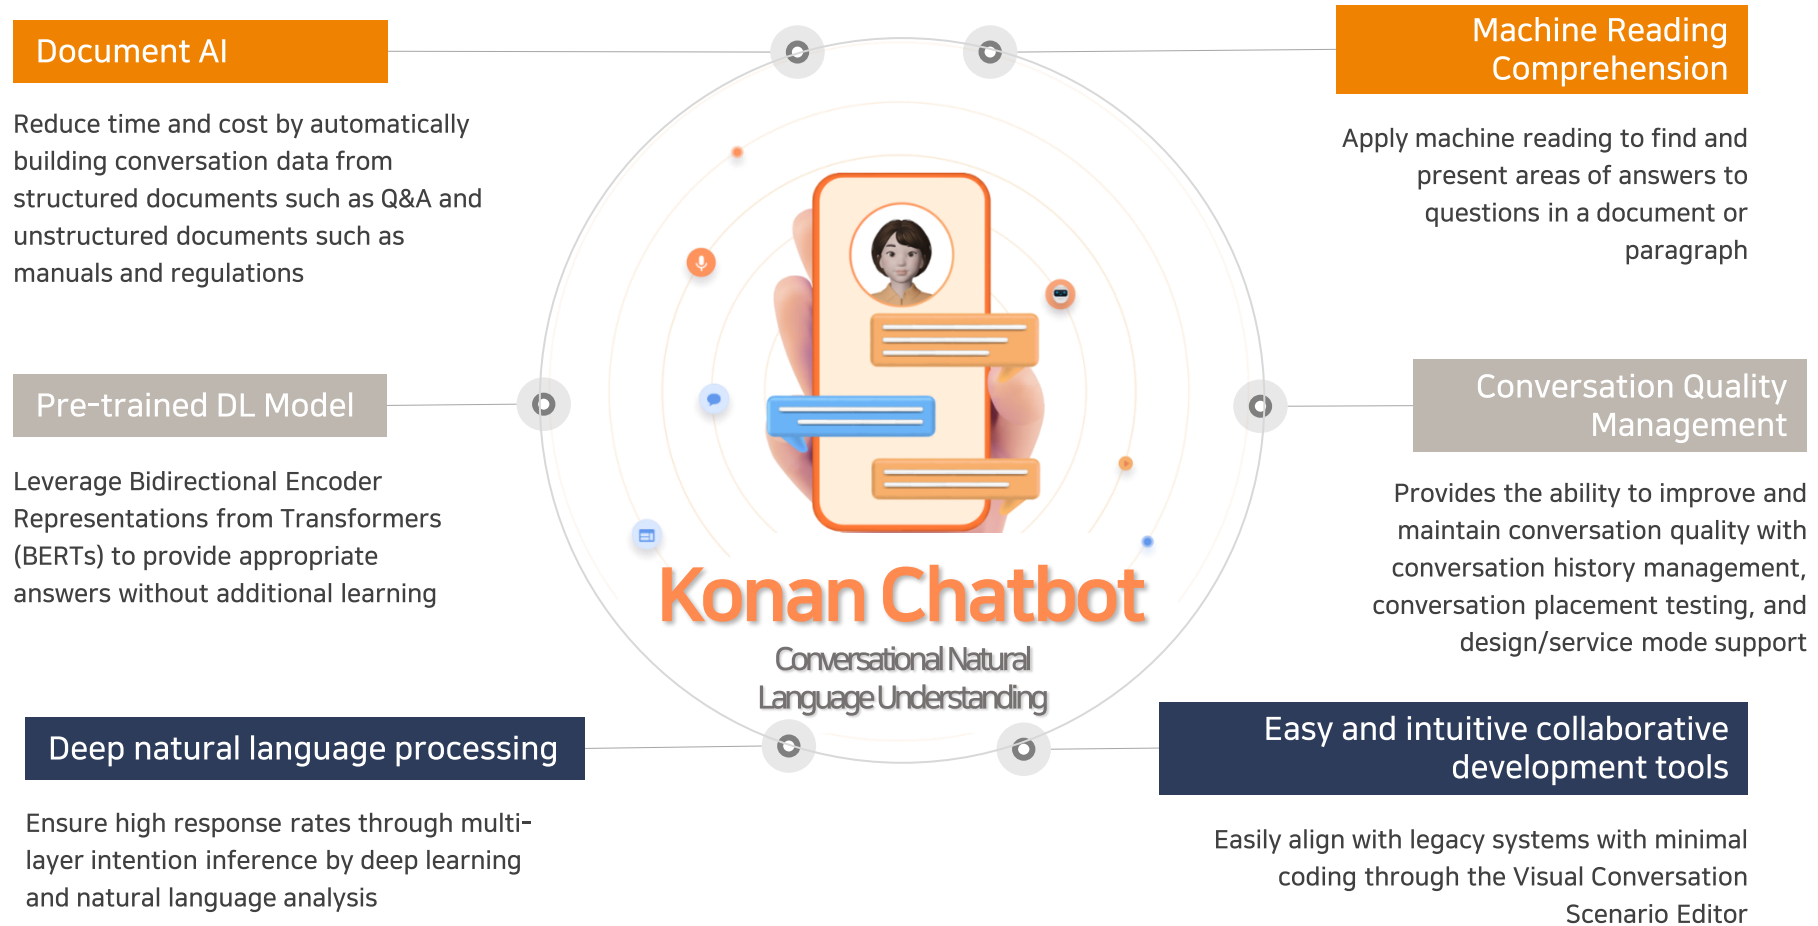 Document AI
Reduce time and cost by automatically
building conversation data from
structured documents such as Q&A and
unstructured documents such as
manuals and regulations
Machine Reading
Comprehension
Apply machine reading to find and
present areas of answers to
questions in a document or
paragraph
Pre-trained DL Model
Leverage Bidirectional Encoder
Representations from Transformers
(BERTs) to provide appropriate
answers without additional learning
Conversation Quality
Management
Provides the ability to improve and
maintain conversation quality with
conversation history management,
conversation placement testing, and
design/service mode support
Konan Chatbot
Conversational Natural
Language Understanding
Deep natural language processing
Ensure high response rates through multi-
layer intention inference by deep learning
and natural language analysis
Easy and intuitive collaborative
development tools
Easily align with legacy systems with minimal
coding through the Visual Conversation
Scenario Editor